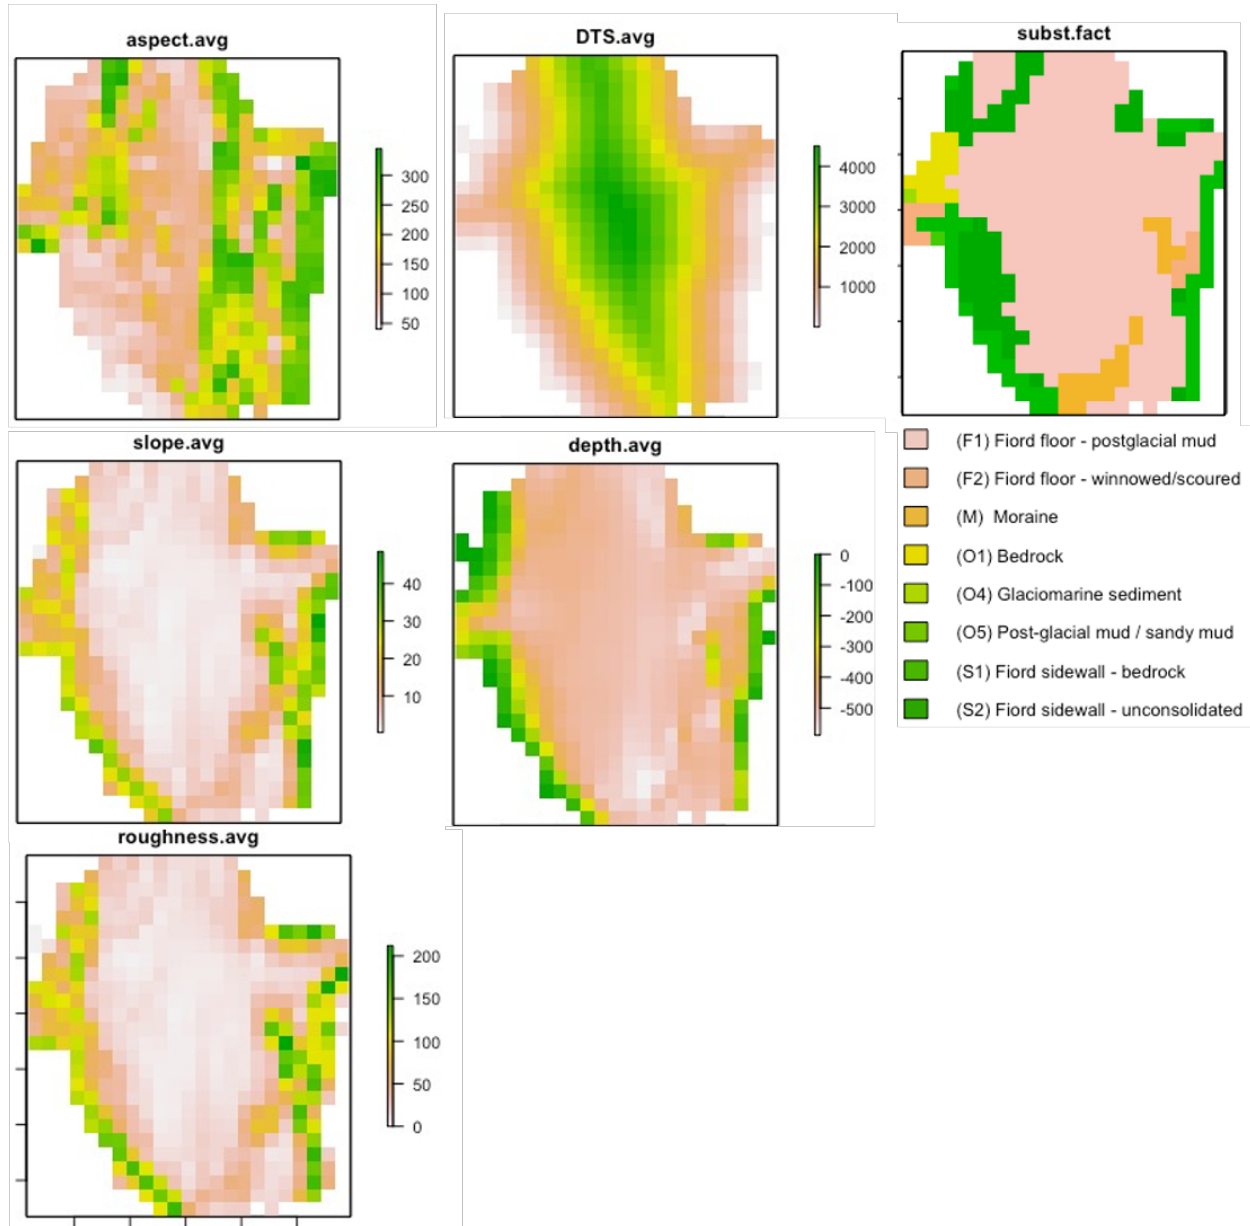 aspect.avg
300
250
200
150
100
50
DTS.avg
4000
3000
2000
1000
subst.fact
(F1) Fiord floor - postglacial mud
(F2) Fiord floor - winnowed/scoured
(M) Moraine
(O1) Bedrock
(O4) Glaciomarine sediment
(O5) Post-glacial mud / sandy mud
(S1) Fiord sidewall - bedrock
(S2) Fiord sidewall - unconsolidated
slope.avg
40
30
20
10
depth.avg
0
-100
-200
-300
-400
-500
roughness.avg
200
150
100
50
0